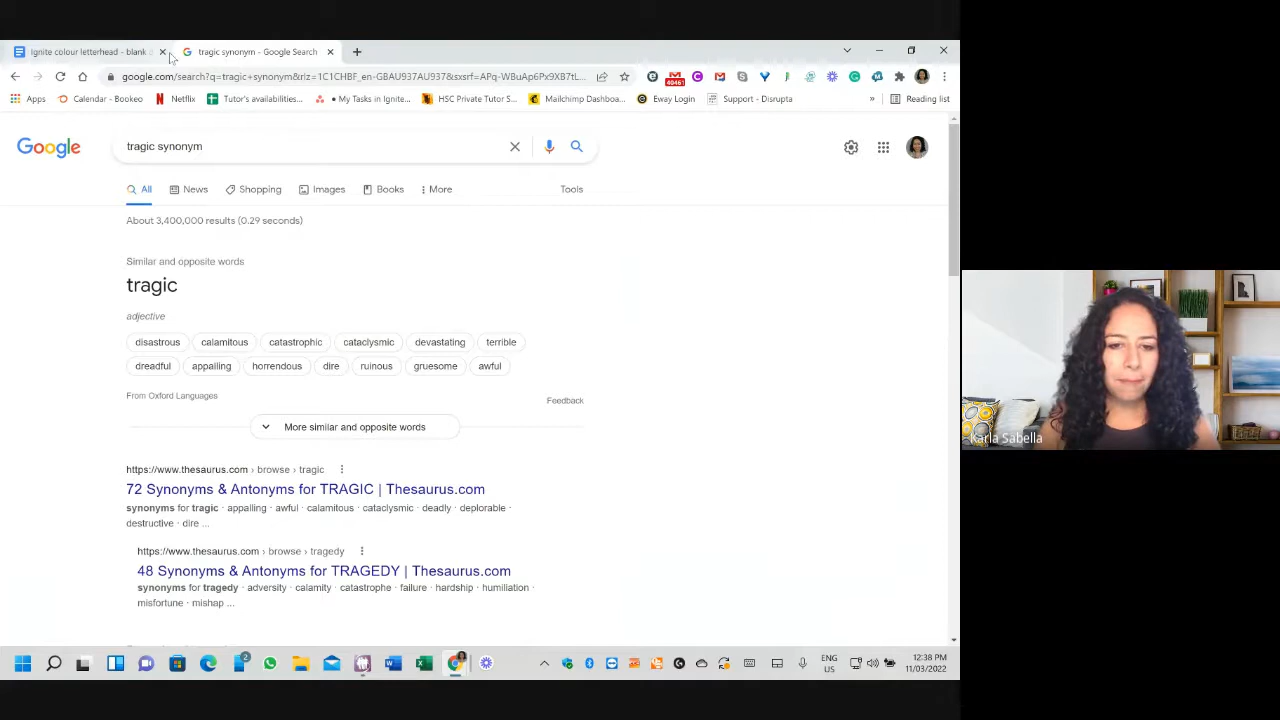 Ignite colour letterhead - blank d
tragic synonym - Google Search
google.com/search?q=tragic+synonym&rlz=1C1CHBF_en-GBAU937AU937&sxsrf=APq-WBuAp6Px9XB7tL...
40461
Apps
Calendar - Bookeo
Netflix
Tutor's availabilities...
• My Tasks in Ignite...
HSC Private Tutor S...
Mailchimp Dashboa...
Eway Login
Support - Disrupta
»
Reading list
Google
tragic synonym
All
News
Shopping
Images
Books
More
Tools
About 3,400,000 results (0.29 seconds)
Similar and opposite words
tragic
adjective
disastrous calamitous catastrophic cataclysmic devastating terrible
dreadful appalling horrendous dire ruinous gruesome awful
From Oxford Languages
Feedback
More similar and opposite words
https://www.thesaurus.com › browse › tragic
72 Synonyms & Antonyms for TRAGIC | Thesaurus.com
synonyms for tragic · appalling · awful · calamitous · cataclysmic · deadly · deplorable ·
destructive · dire ...
https://www.thesaurus.com › browse › tragedy
48 Synonyms & Antonyms for TRAGEDY | Thesaurus.com
synonyms for tragedy · adversity · calamity · catastrophe · failure · hardship · humiliation ·
misfortune · mishap ...
Karla Sabella
2
ENG
US
12:38 PM
11/03/2022